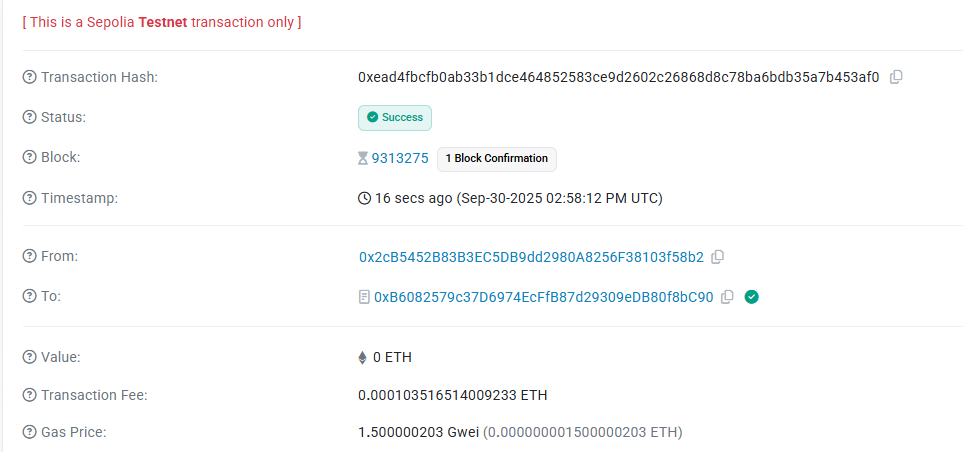 [ This is a Sepolia Testnet transaction only ]
Transaction Hash: 0xead4fbcfb0ab33b1dce464852583ce9d2602c26868d8c78ba6bdb35a7b453af0
Status: Success
Block: 9313275 1 Block Confirmation
Timestamp: 16 secs ago (Sep-30-2025 02:58:12 PM UTC)
From: 0x2cB5452B83B3EC5DB9dd2980A8256F38103f58b2
To: 0xB6082579c37D6974EcFfB87d29309eDB80f8bC90
Value: 0 ETH
Transaction Fee: 0.000103516514009233 ETH
Gas Price: 1.500000203 Gwei (0.000000001500000203 ETH)